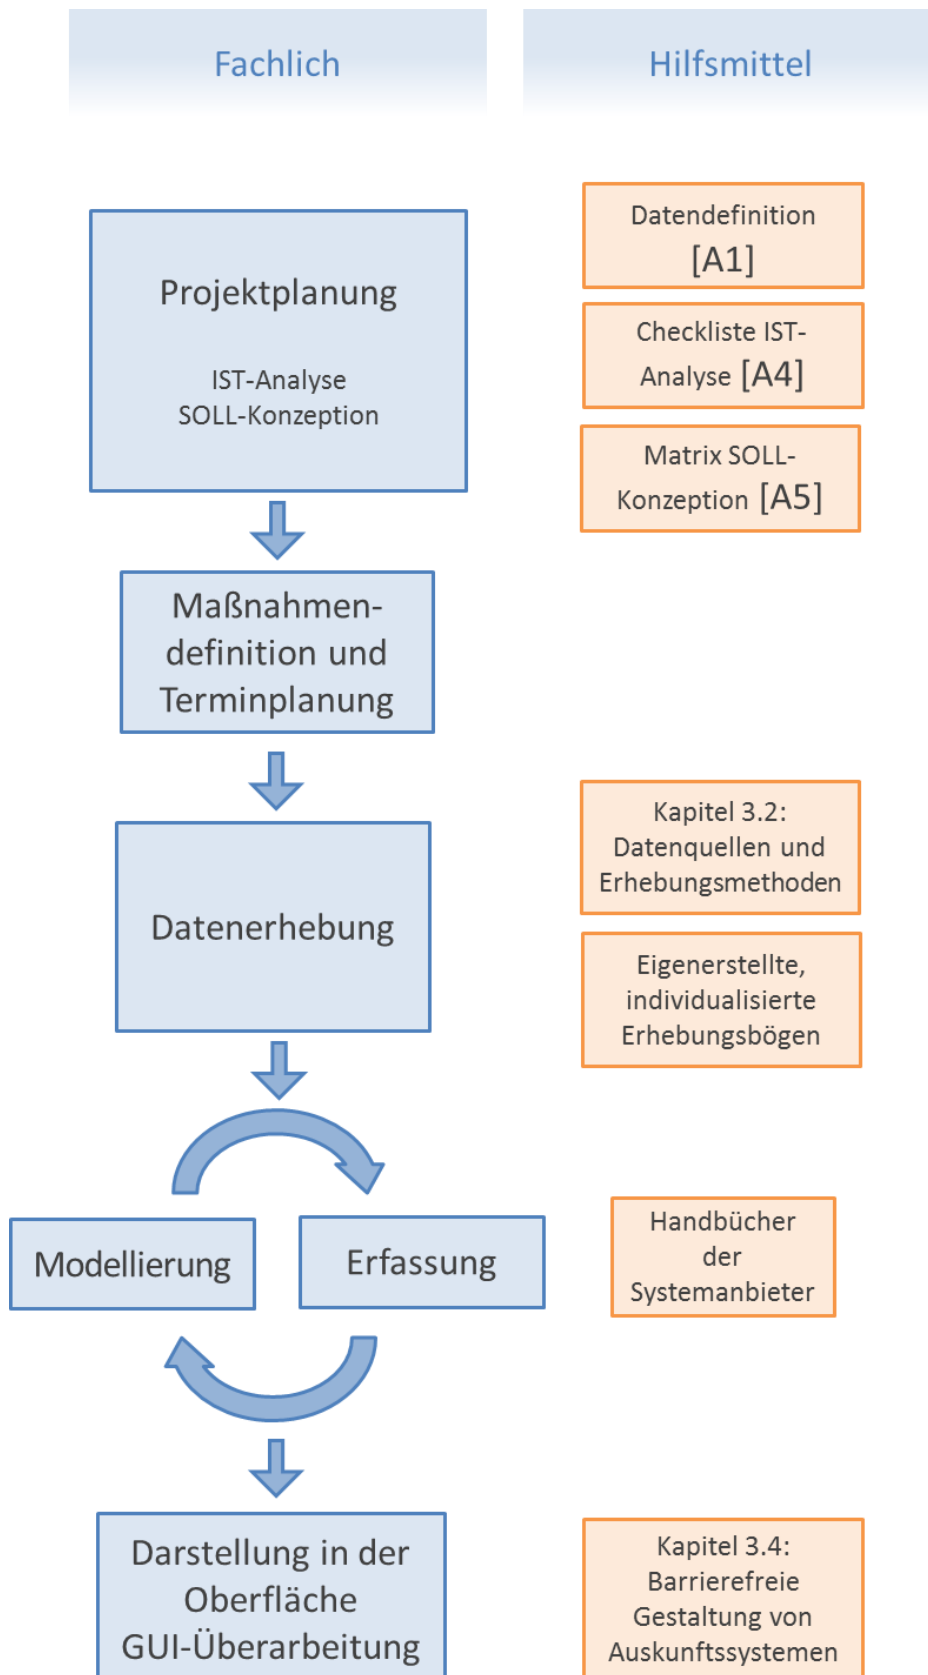 Fachlich
Hilfsmittel
Projektplanung
IST-Analyse
SOLL-Konzeption
Datendefinition
[A1]
Checkliste IST-
Analyse [A4]
Matrix SOLL-
Konzeption [A5]
Maßnahmen-
definition und
Terminplanung
Datenerhebung
Kapitel 3.2:
Datenquellen und
Erhebungsmethoden
Eigenerstellte,
individualisierte
Erhebungsbögen
Modellierung
Erfassung
Handbücher
der
Systemanbieter
Darstellung in der
Oberfläche
GUI-Überarbeitung
Kapitel 3.4:
Barrierefreie
Gestaltung von
Auskunftssystemen